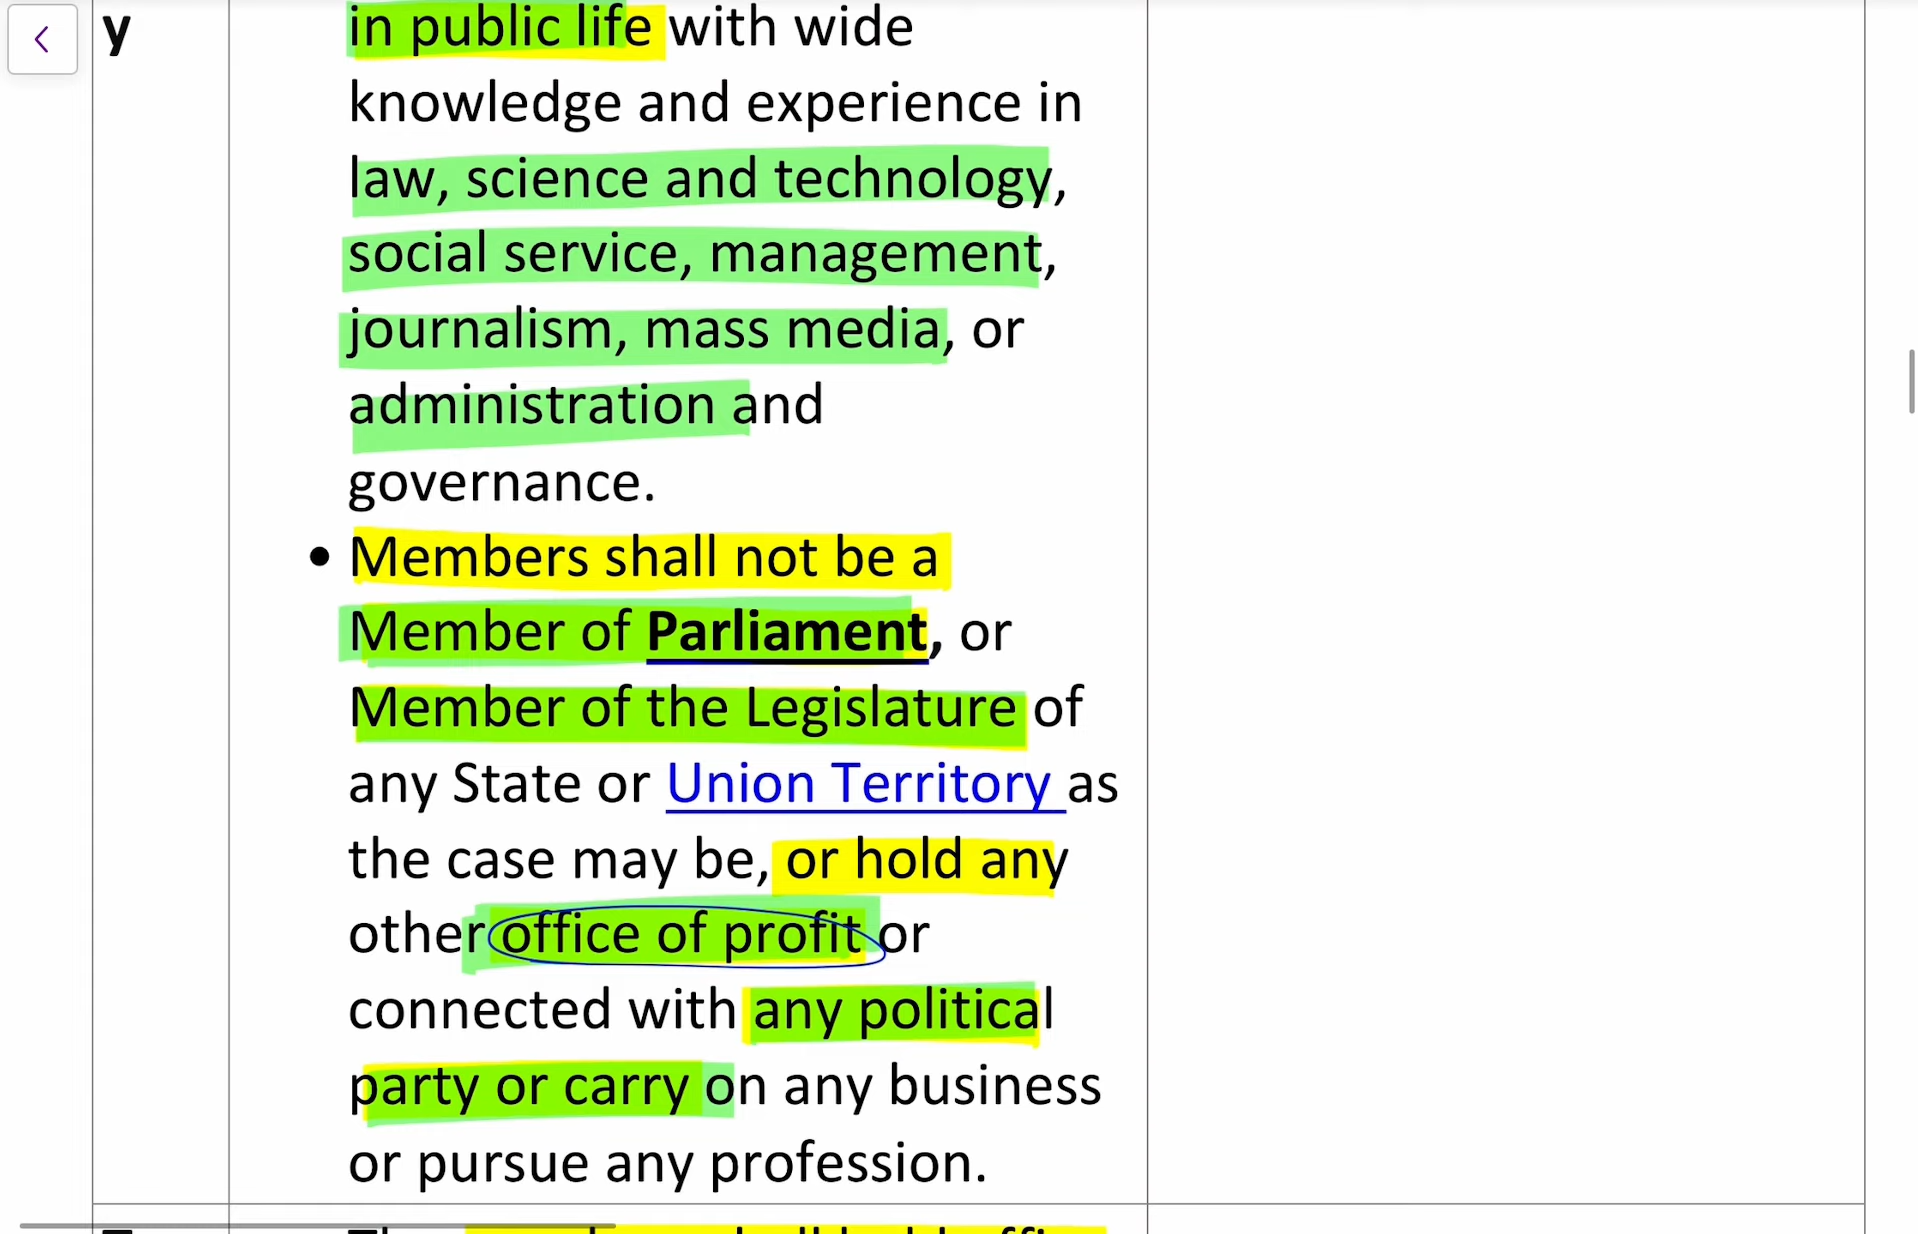 y
in public life with wide
knowledge and experience in
law, science and technology,
social service, management,
journalism, mass media, or
administration and
governance.
• Members shall not be a
Member of Parliament, or
Member of the Legislature of
any State or Union Territory as
the case may be, or hold any
other office of profit or
connected with any political
party or carry on any business
or pursue any profession.